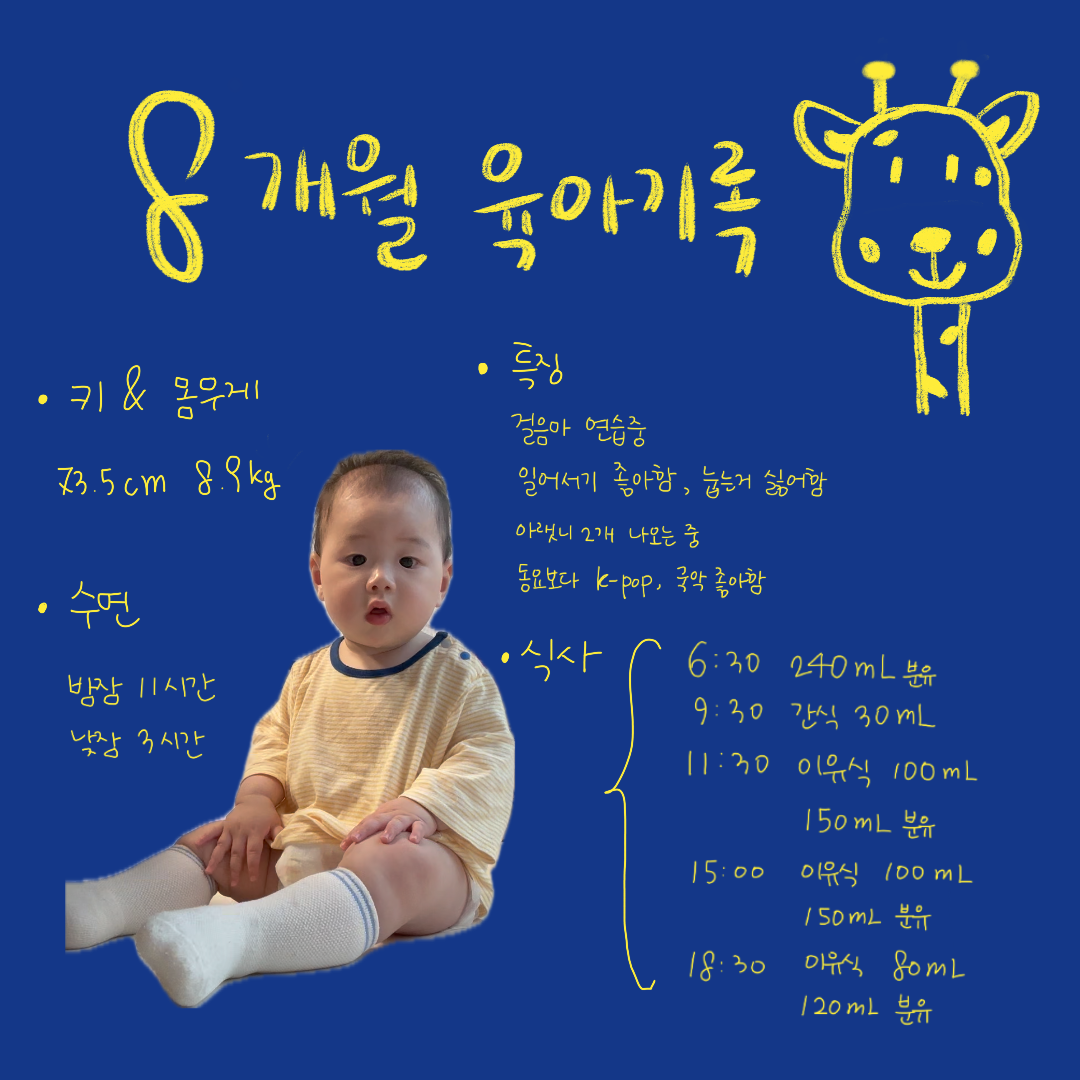 8개월 육아기록
• 키 & 몸무게
73.5cm 8.9kg
• 수면
밤잠 11시간
낮잠 3시간
• 특징
걸음마 연습중
일어서기 좋아함, 눕는거 싫어함
아랫니 2개 나오는 중
동요보다 k-pop, 국악 좋아함
• 식사
6:30 240mL 분유
9:30 간식 30mL
11:30 이유식 100mL
150mL 분유
15:00 이유식 100mL
150mL 분유
18:30 이유식 80mL
120mL 분유